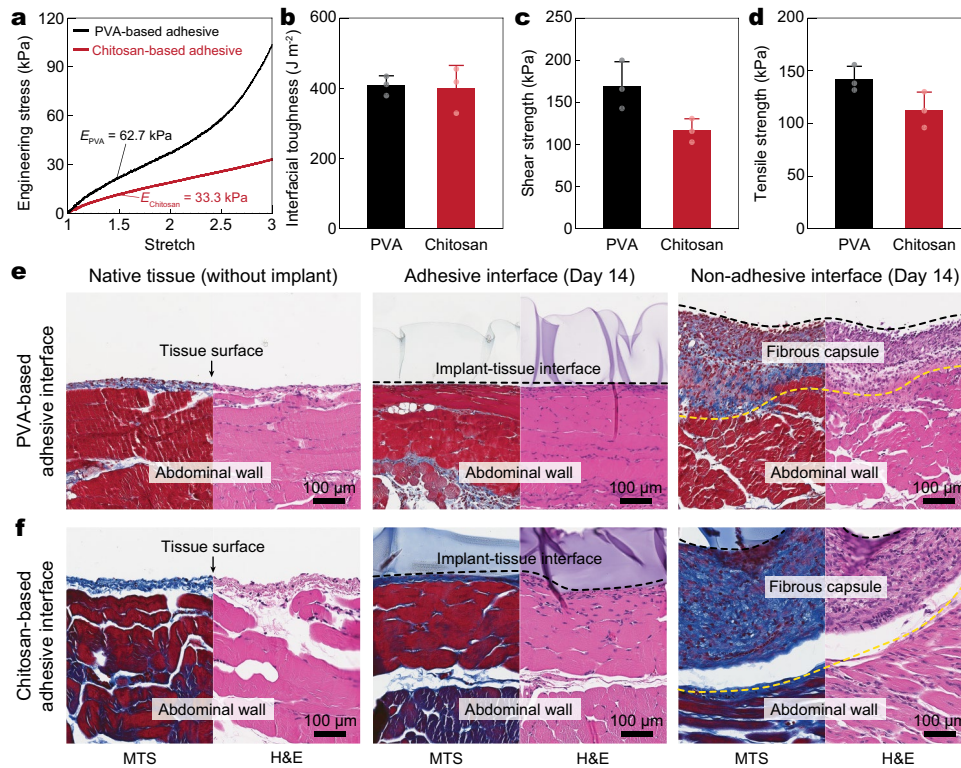 a
120
90
60
30
0
Engineering stress (kPa)
PVA-based adhesive
Chitosan-based adhesive
E_PVA = 62.7 kPa
E_Chitosan = 33.3 kPa
1 1.5 2 2.5 3
Stretch
b
600
400
200
0
Interfacial toughness (J m⁻²)
PVA Chitosan
c
200
150
100
50
0
Shear strength (kPa)
PVA Chitosan
d
200
150
100
50
0
Tensile strength (kPa)
PVA Chitosan
e
Native tissue (without implant)
Adhesive interface (Day 14)
Non-adhesive interface (Day 14)
PVA-based
adhesive interface
Tissue surface
Abdominal wall
100 µm
Implant-tissue interface
Abdominal wall
100 µm
Fibrous capsule
Abdominal wall
100 µm
f
Chitosan-based
adhesive interface
Tissue surface
Abdominal wall
100 µm
Implant-tissue interface
Abdominal wall
100 µm
Fibrous capsule
Abdominal wall
100 µm
MTS H&E
MTS H&E
MTS H&E